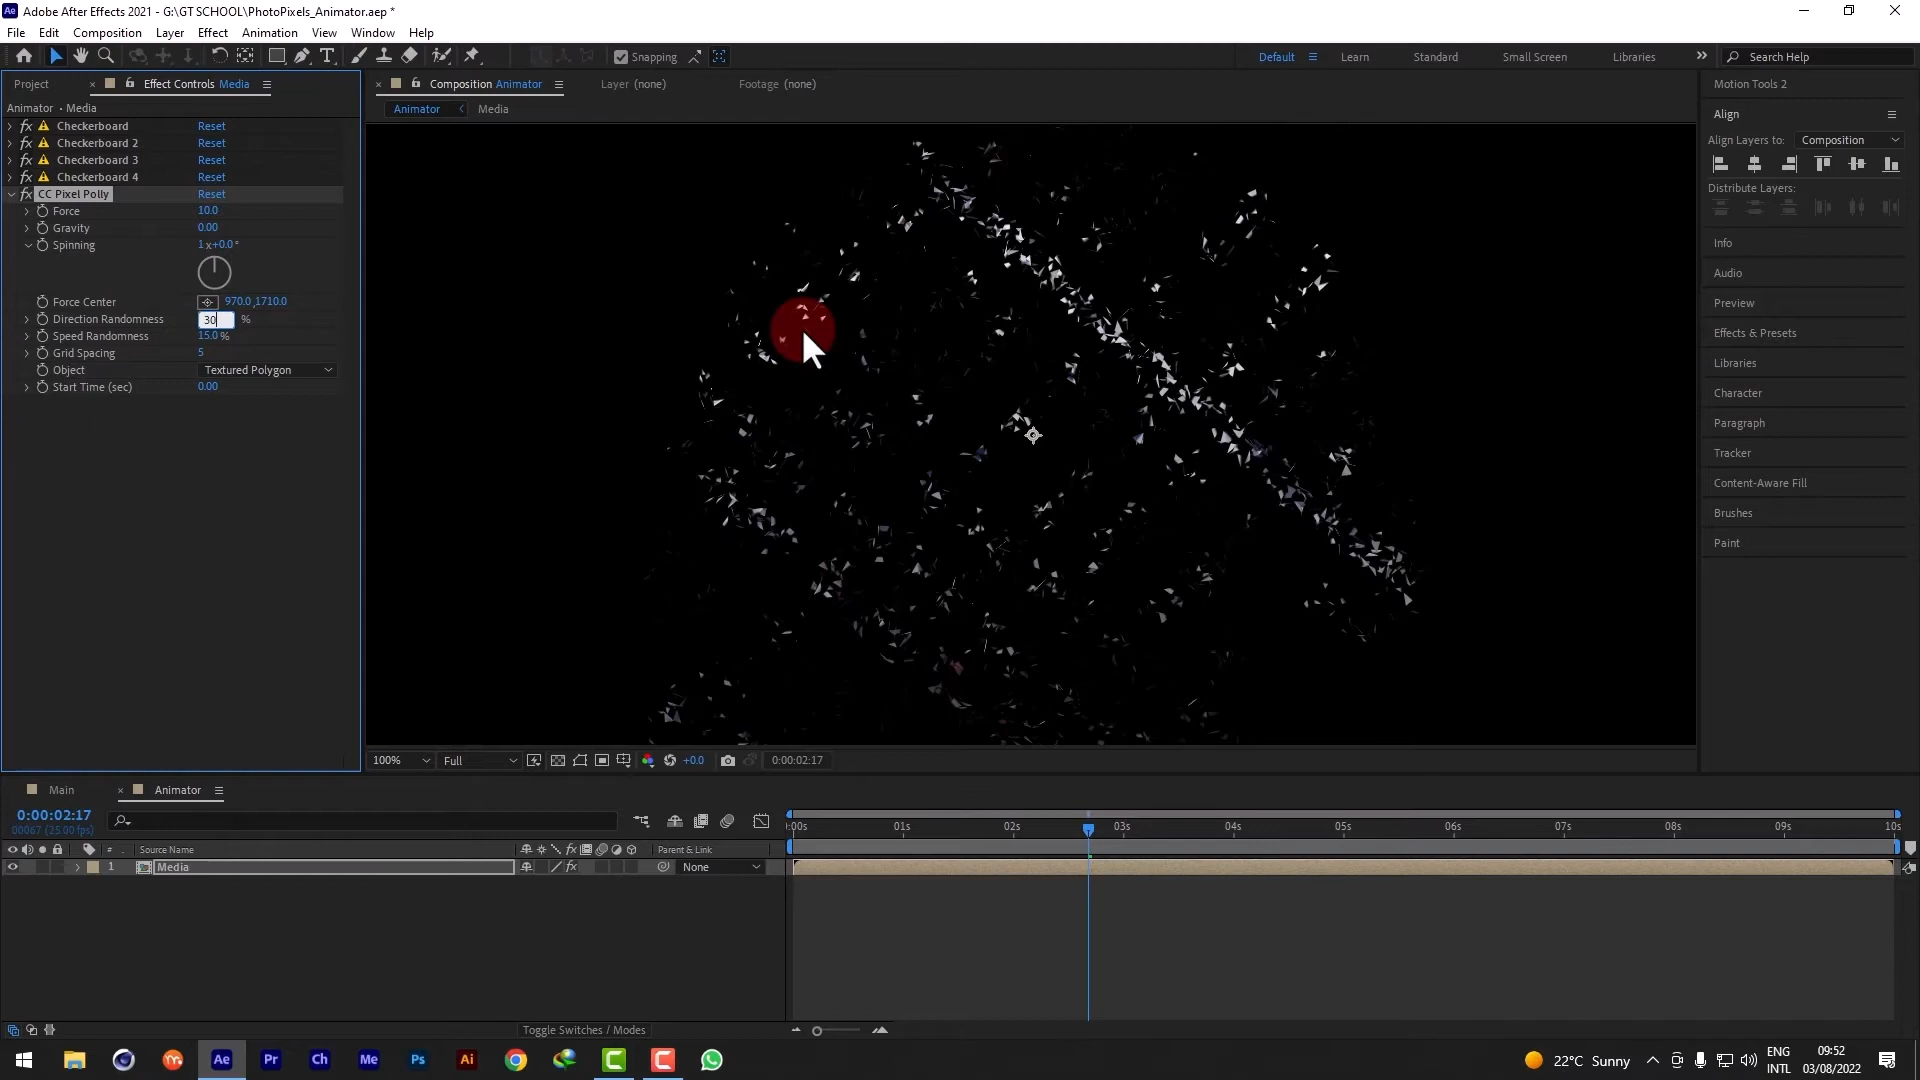 Adobe After Effects 2021 - G:\GT SCHOOL\PhotoPixels_Animator.aep *
File Edit Composition Layer Effect Animation View Window Help
Snapping Default Learn Standard Small Screen Libraries Search Help
Project Effect Controls Media Composition Animator Layer (none) Footage (none) Motion Tools 2
Animator • Media Animator Media
Checkerboard Reset
Checkerboard 2 Reset
Checkerboard 3 Reset
Checkerboard 4 Reset
CC Pixel Polly Reset
Force 10.0
Gravity 0.00
Spinning 1x+0.0°
Force Center 970.0,1710.0
Direction Randomness 30 %
Speed Randomness 15.0%
Grid Spacing 5
Object Textured Polygon
Start Time (sec) 0.00
Align
Align Layers to: Composition
Distribute Layers:
Info
Audio
Preview
Effects & Presets
Libraries
Character
Paragraph
Tracker
Content-Aware Fill
Brushes
Paint
100% Full +0.0 0:00:02:17
Main Animator
0:00:02:17
00067 (25.00 fps)
:00s 01s 02s 03s 04s 05s 06s 07s 08s 09s 10s
# Source Name Parent & Link
1 Media None
Toggle Switches / Modes
Ae Pr Ch Me Ps Ai
22°C Sunny ENG INTL 09:52 03/08/2022